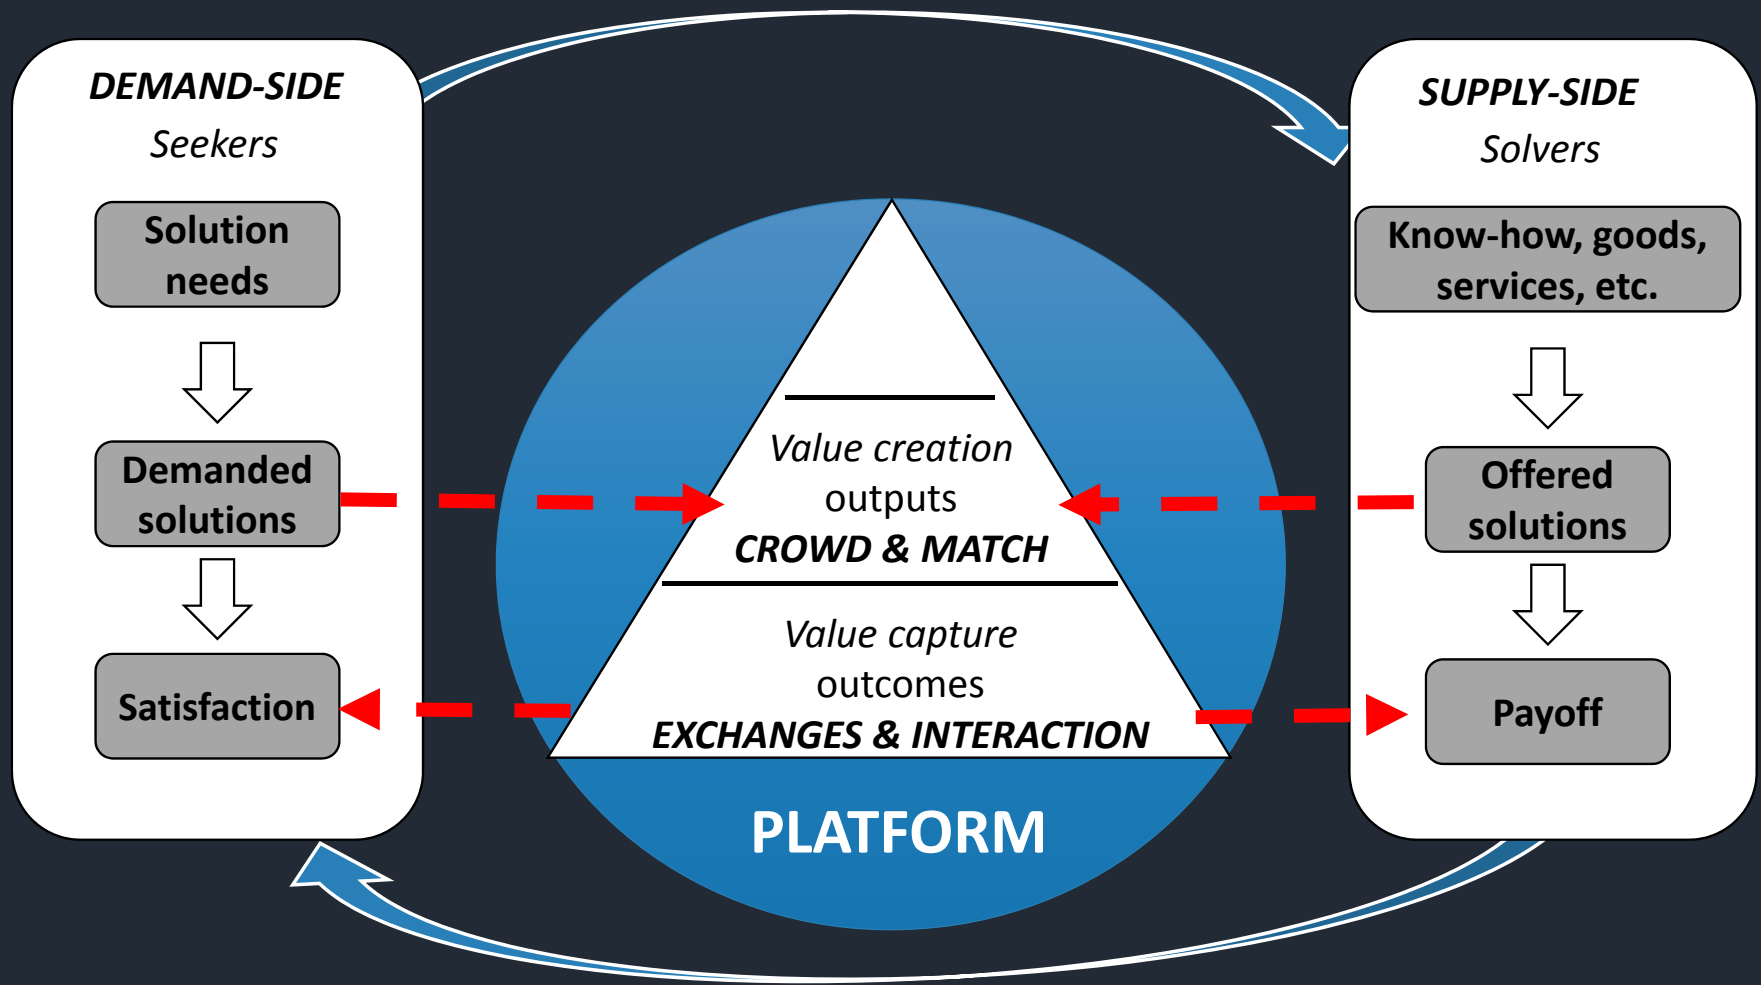 DEMAND-SIDE
Seekers
Solution
needs
Demanded
solutions
Satisfaction
Value creation
outputs
CROWD & MATCH
Value capture
outcomes
EXCHANGES & INTERACTION
PLATFORM
SUPPLY-SIDE
Solvers
Know-how, goods,
services, etc.
Offered
solutions
Payoff